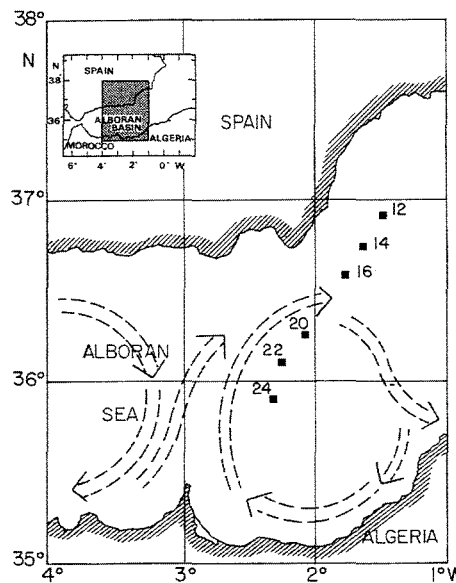 38°
N
SPAIN
N
38
36
ALBORAN
BASIN
MOROCCO
ALGERIA
6°
4°
2°
0° W
SPAIN
37°
12
14
16
20
22
24
ALBORAN
SEA
36°
ALGERIA
35°
4°
3°
2°
1°W